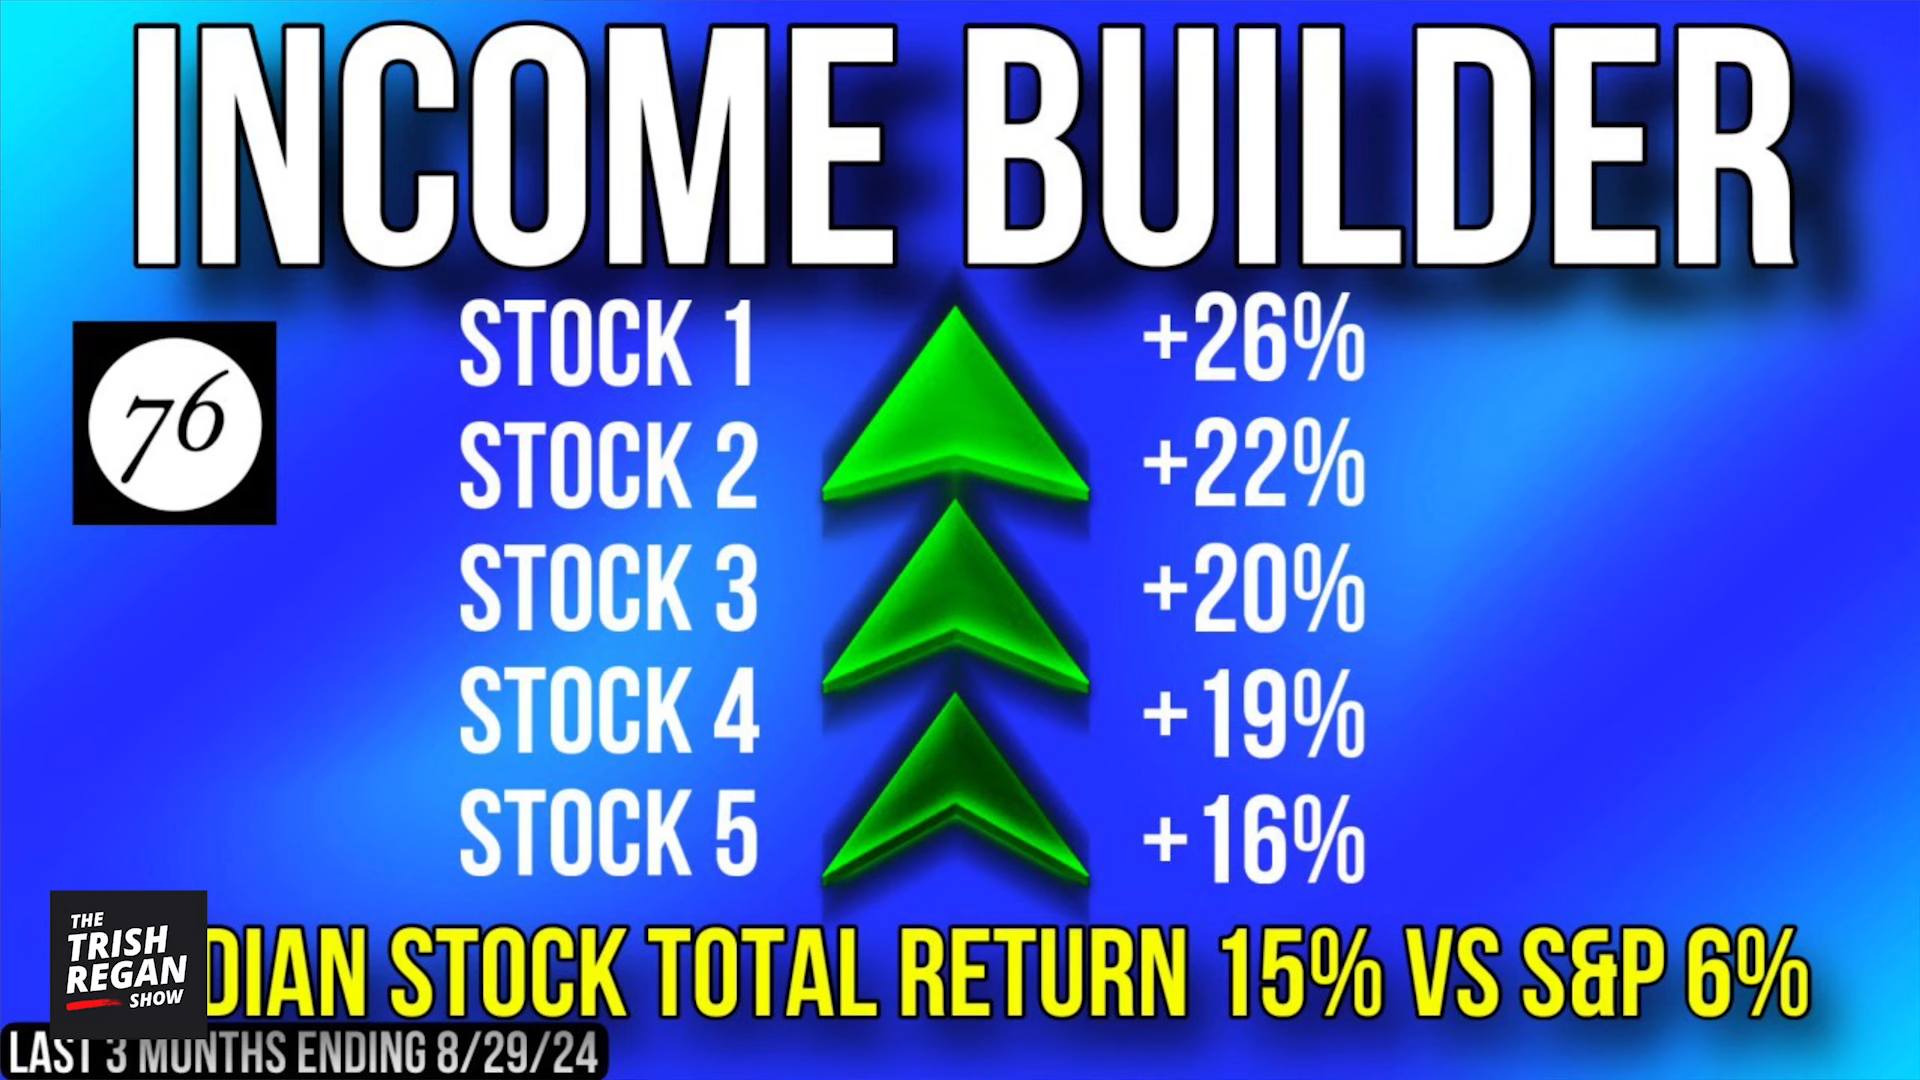 INCOME BUILDER
76
STOCK 1 +26%
STOCK 2 +22%
STOCK 3 +20%
STOCK 4 +19%
STOCK 5 +16%
THE
TRISH
REGAN
SHOW
DIAN STOCK TOTAL RETURN 15% VS S&P 6%
LAST 3 MONTHS ENDING 8/29/24